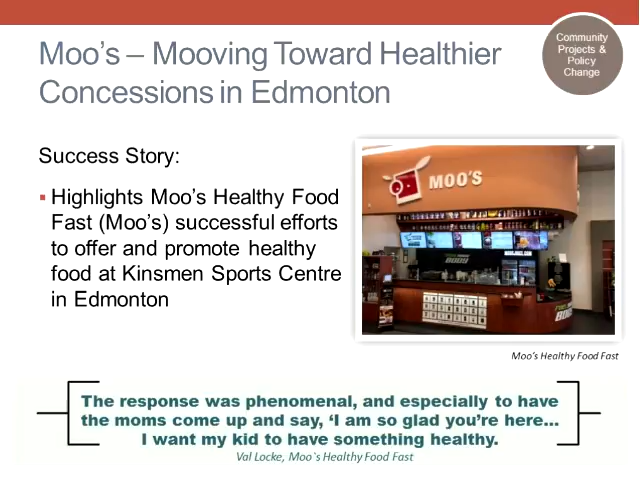 Community
Projects &
Policy
Change
Moo's – Mooving Toward Healthier
Concessions in Edmonton
Success Story:
Highlights Moo's Healthy Food
Fast (Moo's) successful efforts
to offer and promote healthy
food at Kinsmen Sports Centre
in Edmonton
MOO'S
BODY
Moo's Healthy Food Fast
The response was phenomenal, and especially to have
the moms come up and say, ‘I am so glad you're here...
I want my kid to have something healthy.
Val Locke, Moo`s Healthy Food Fast